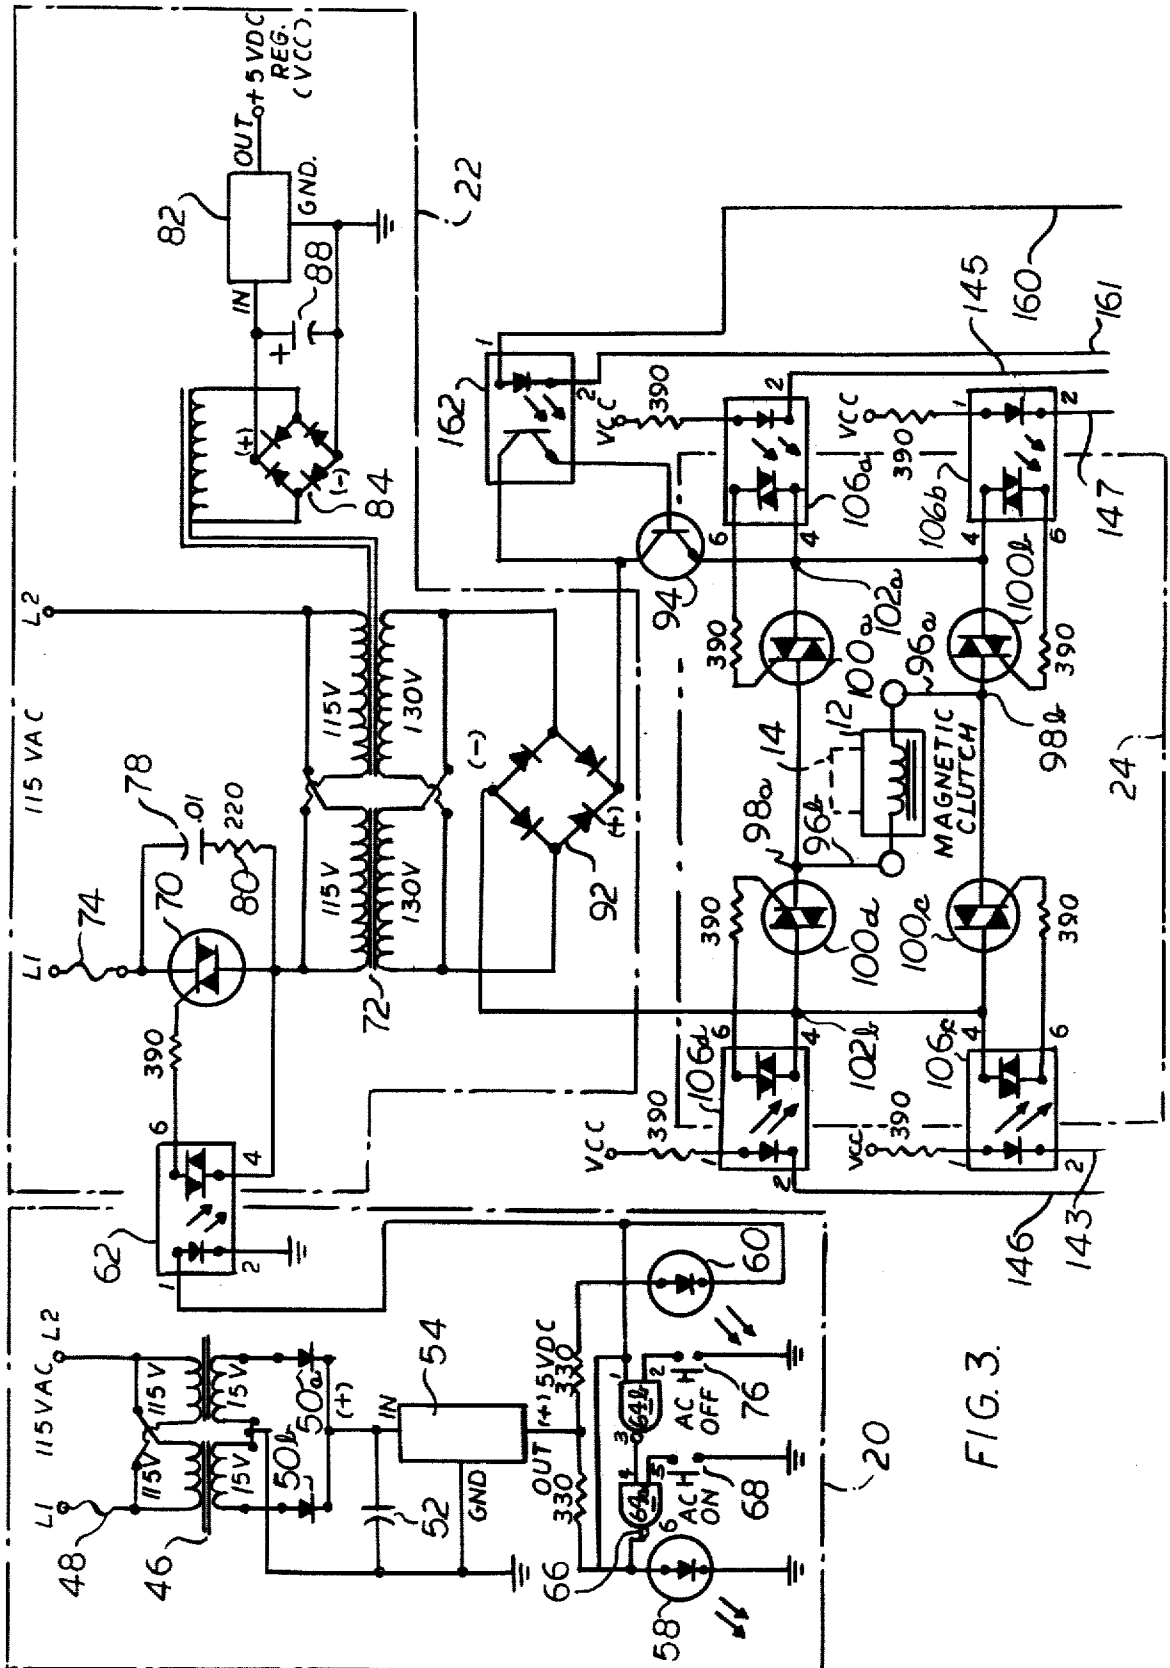 115 VAC
L1
L2
74
78
.01
220
80
70
390
62
6
4
1
2
115V
115V
130V
130V
72
(+)
(-)
84
+
88
IN
82
OUT
GND.
+5VDC
REG.
(VCC)
22
(-)
(+)
92
94
162
1
2
160
161
145
147
VCC
390
2
106a
6
4
390
100a
102a
VCC
390
1
2
106b
4
6
390
100b
96a
98b
14
12
98a
96b
MAGNETIC
CLUTCH
24
390
100d
100c
390
106d
6
4
102b
VCC
390
1
2
106c
4
6
VCC
390
1
2
146
143
115VAC
L1
L2
48
46
115V
115V
15V
15V
50a
50b
(+)
52
IN
54
GND
OUT
(+) 5VDC
330
330
60
1
2
3
64b
4
5
6
64a
66
58
AC
ON
68
AC
OFF
76
20
FIG. 3.